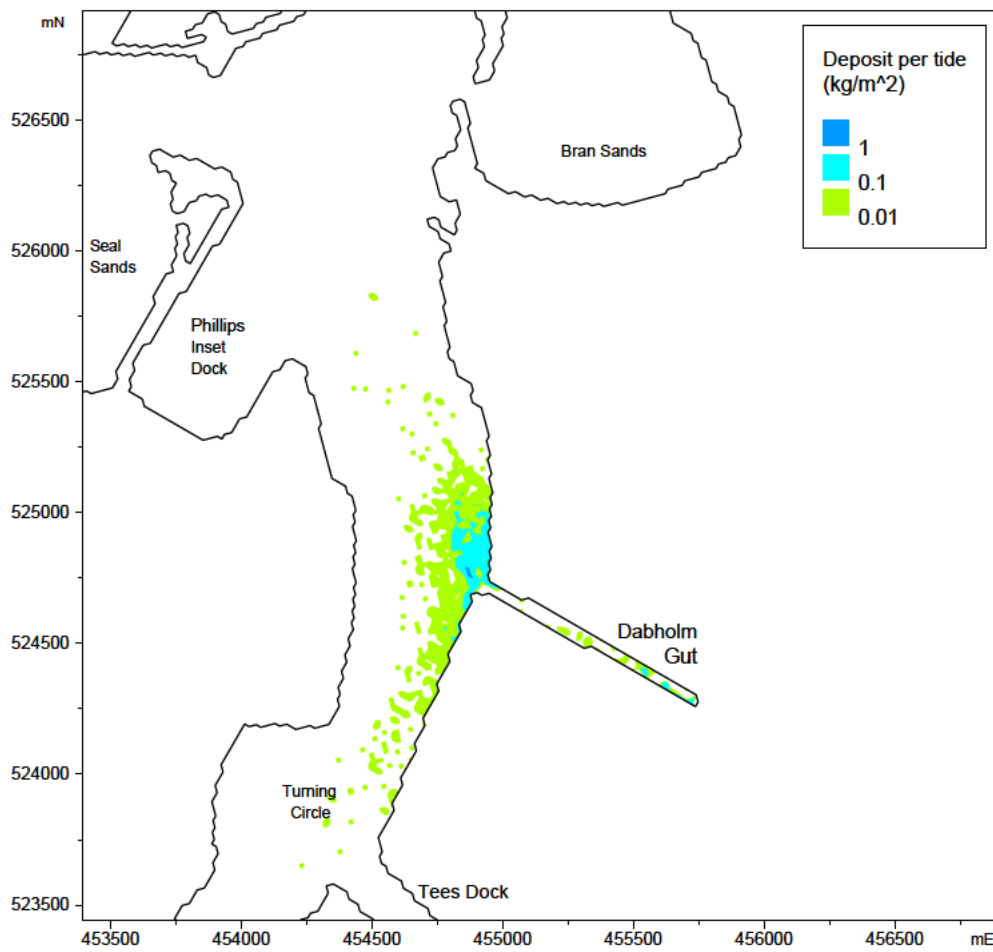 mN
526500
526000
525500
525000
524500
524000
523500
453500
454000
454500
455000
455500
456000
456500
mE
Deposit per tide
(kg/m^2)
1
0.1
0.01
Bran Sands
Seal
Sands
Phillips
Inset
Dock
Dabholm
Gut
Turning
Circle
Tees Dock